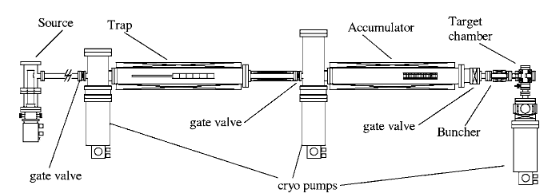 Source
Trap
Accumulator
Target
chamber
gate valve
gate valve
gate valve
Buncher
cryo pumps